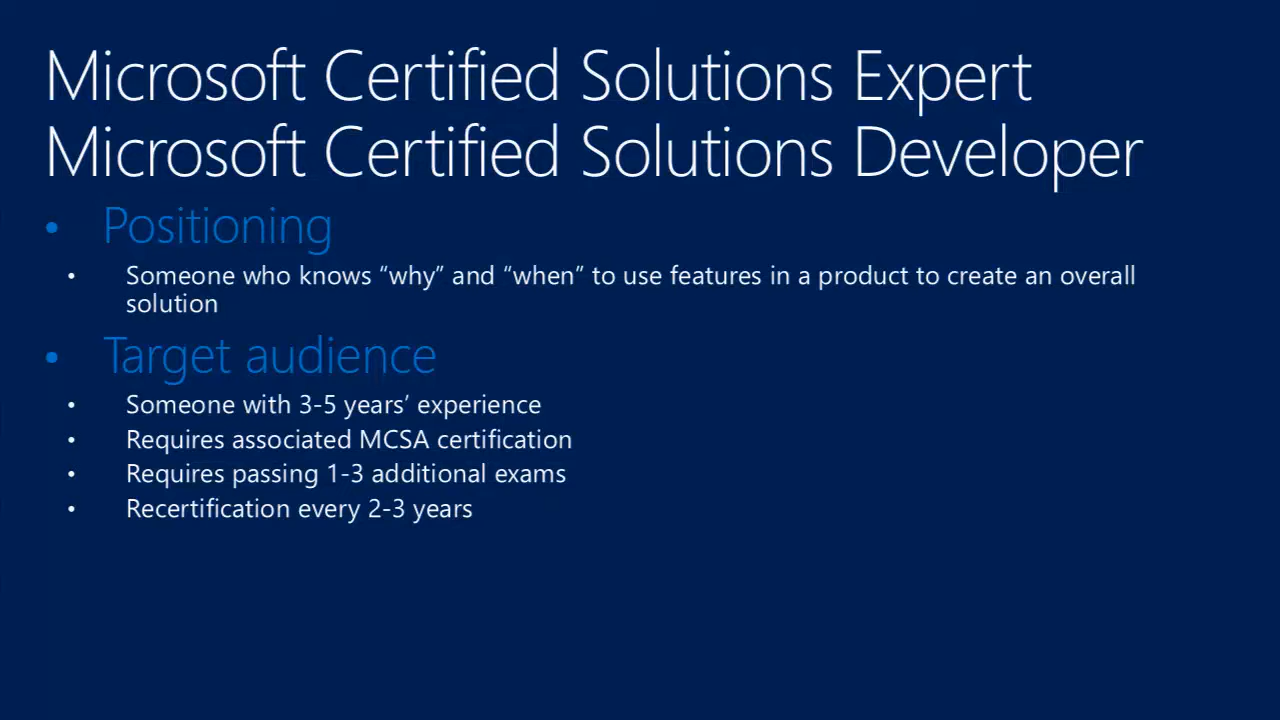 Microsoft Certified Solutions Expert
Microsoft Certified Solutions Developer
• Positioning
• Someone who knows “why” and “when” to use features in a product to create an overall
solution
• Target audience
• Someone with 3-5 years’ experience
• Requires associated MCSA certification
• Requires passing 1-3 additional exams
• Recertification every 2-3 years